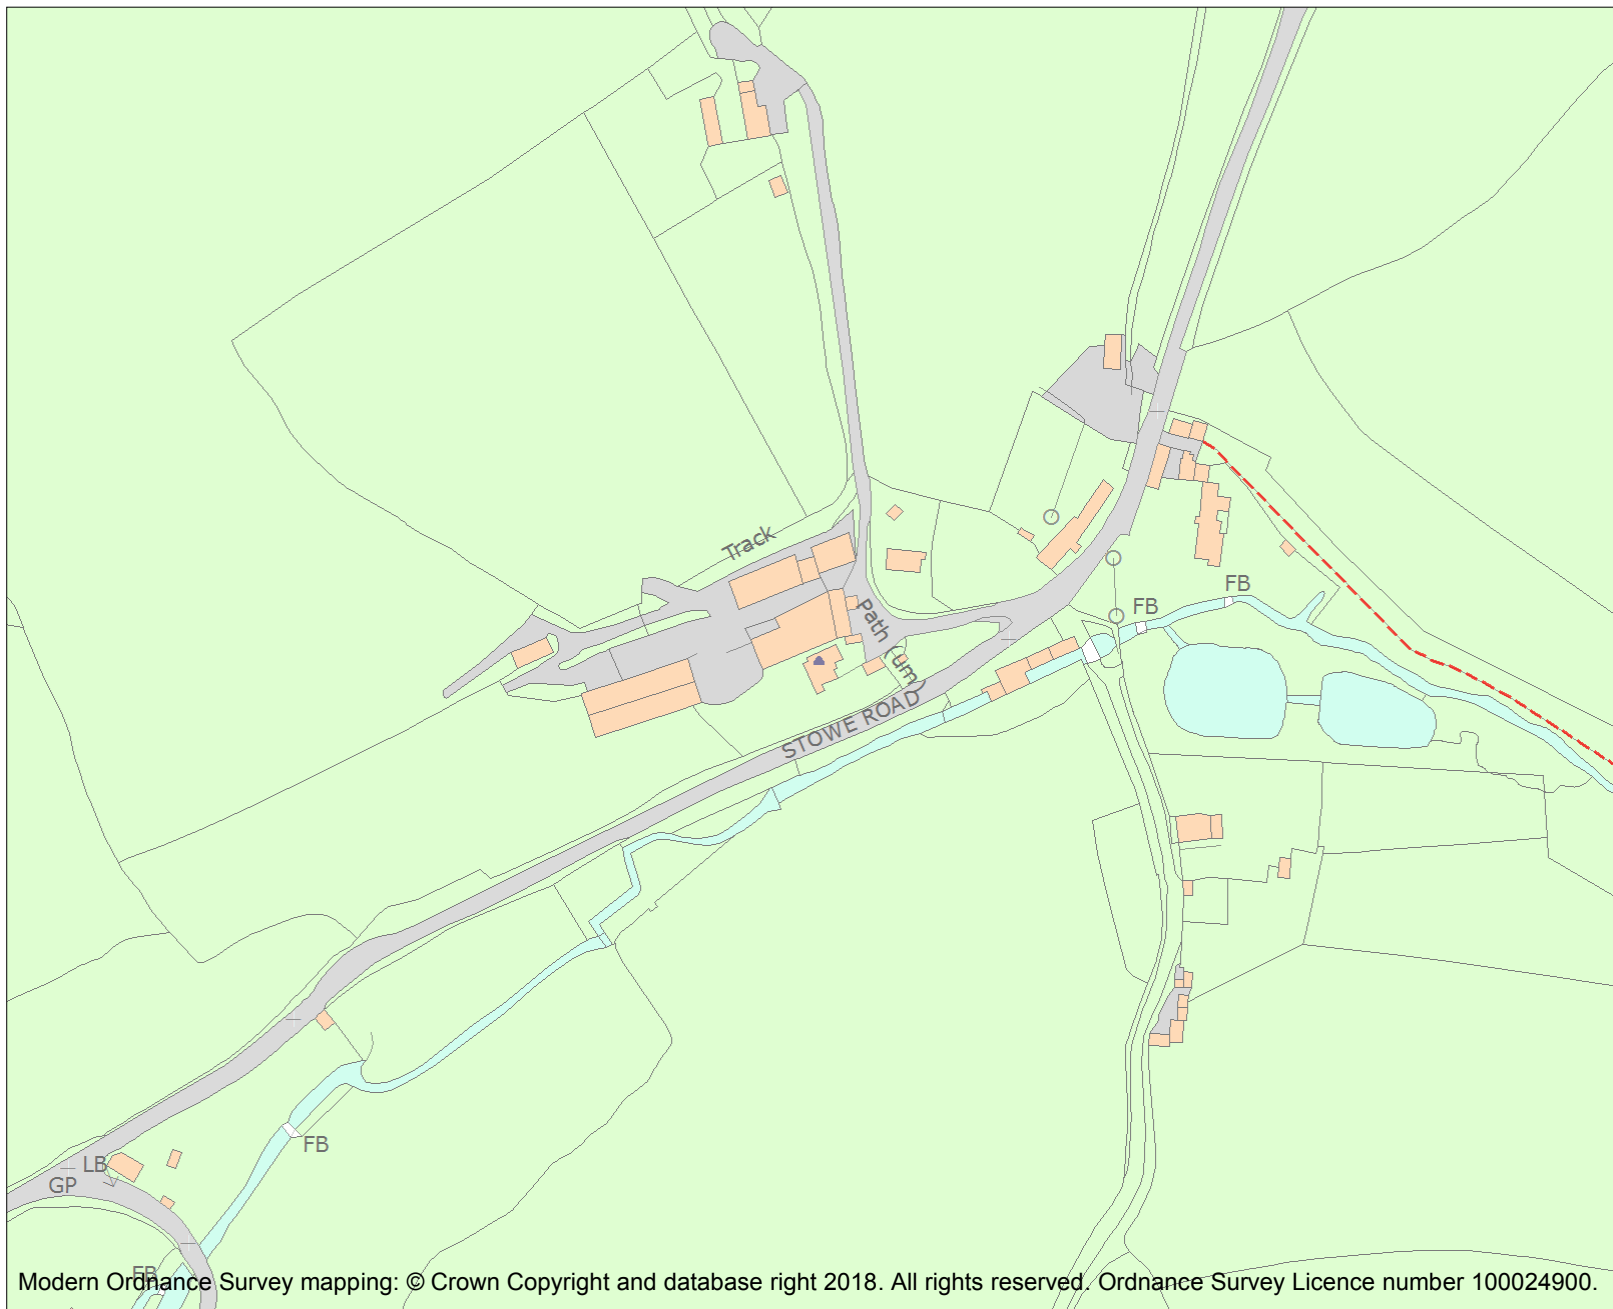 Track
FB
FB
Path (um)
STOWE ROAD
FB
LB
GP
FB
Modern Ordnance Survey mapping: © Crown Copyright and database right 2018. All rights reserved. Ordnance Survey Licence number 100024900.